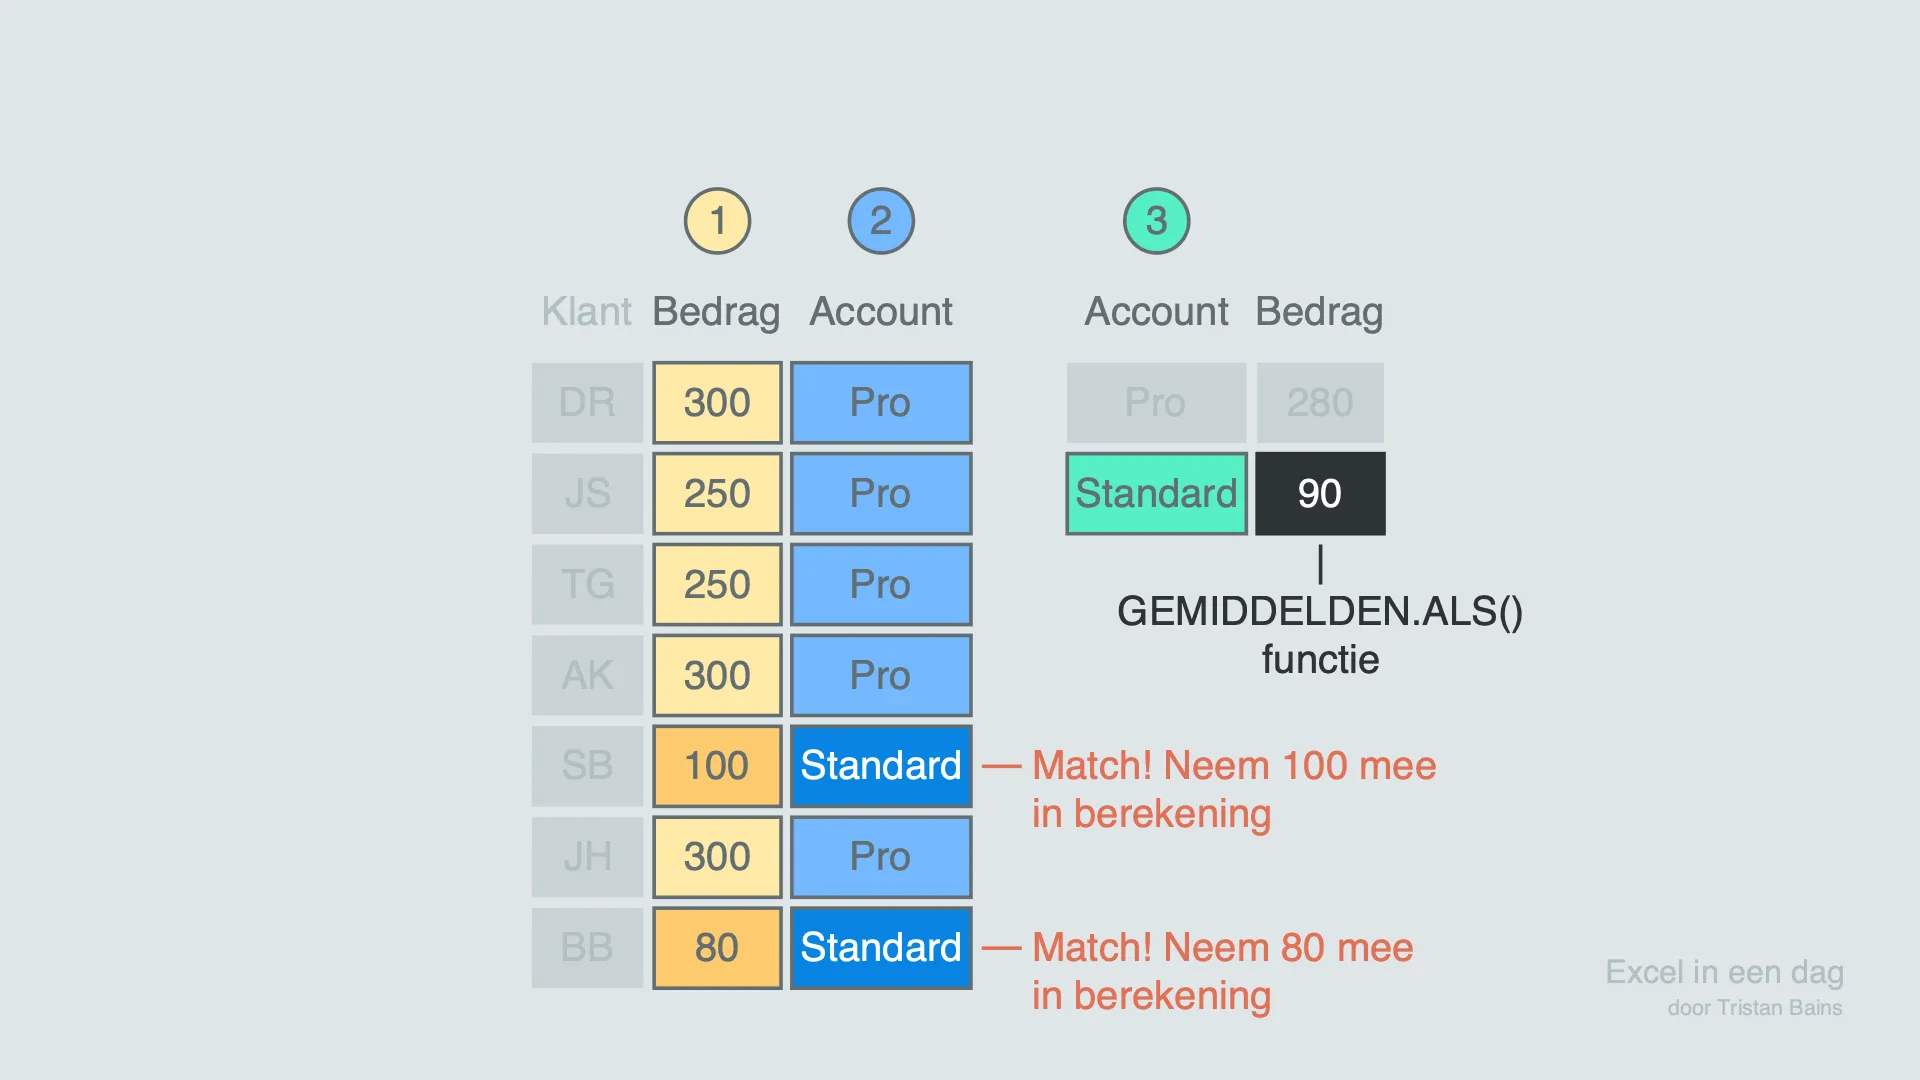 1 2 3
Klant Bedrag Account Account Bedrag
DR 300 Pro Pro 280
JS 250 Pro Standard 90
TG 250 Pro
GEMIDDELDEN.ALS()
functie
AK 300 Pro
SB 100 Standard Match! Neem 100 mee
in berekening
JH 300 Pro
BB 80 Standard Match! Neem 80 mee
in berekening
Excel in een dag
door Tristan Bains